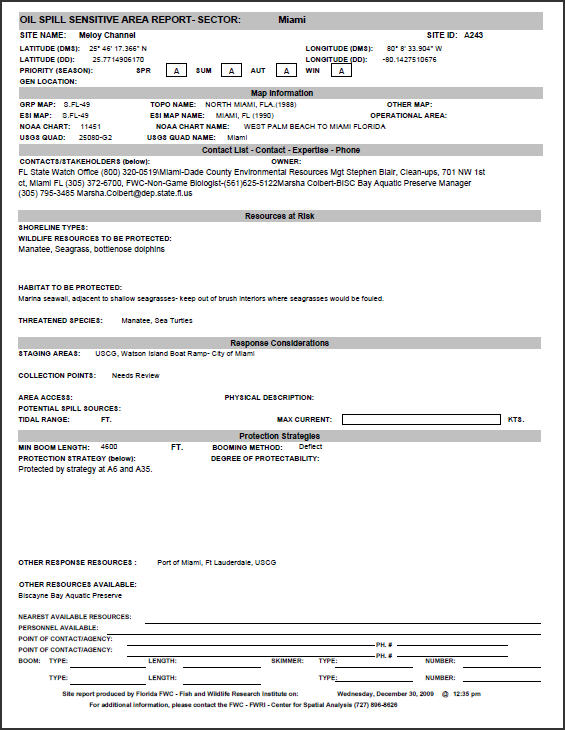 OIL SPILL SENSITIVE AREA REPORT- SECTOR: Miami
SITE NAME: Meloy Channel SITE ID: A243
LATITUDE (DMS): 25° 46' 17.366" N LONGITUDE (DMS): 80° 8' 33.904" W
LATITUDE (DD): 25.7714906170 LONGITUDE (DD): -80.1427510676
PRIORITY (SEASON): SPR A SUM A AUT A WIN A
GEN LOCATION:
Map Information
GRP MAP: S.FL-49 TOPO NAME: NORTH MIAMI, FLA.(1988) OTHER MAP:
ESI MAP: S.FL-49 ESI MAP NAME: MIAMI, FL (1990) OPERATIONAL AREA:
NOAA CHART: 11451 NOAA CHART NAME: WEST PALM BEACH TO MIAMI FLORIDA
USGS QUAD: 25080-G2 USGS QUAD NAME: Miami
Contact List - Contact - Expertise - Phone
CONTACTS/STAKEHOLDERS (below): OWNER:
FL State Watch Office (800) 320-0519\Miami-Dade County Environmental Resources Mgt Stephen Blair, Clean-ups, 701 NW 1st
ct, Miami FL (305) 372-6700, FWC-Non-Game Biologist-(561)625-5122Marsha Colbert-BISC Bay Aquatic Preserve Manager
(305) 795-3485 Marsha.Colbert@dep.state.fl.us
Resources at Risk
SHORELINE TYPES:
WILDLIFE RESOURCES TO BE PROTECTED:
Manatee, Seagrass, bottlenose dolphins
HABITAT TO BE PROTECTED:
Marina seawall, adjacent to shallow seagrasses- keep out of brush interiors where seagrasses would be fouled.
THREATENED SPECIES: Manatee, Sea Turtles
Response Considerations
STAGING AREAS: USCG, Watson Island Boat Ramp- City of Miami
COLLECTION POINTS: Needs Review
AREA ACCESS: PHYSICAL DESCRIPTION:
POTENTIAL SPILL SOURCES:
TIDAL RANGE: FT. MAX CURRENT: KTS.
Protection Strategies
MIN BOOM LENGTH: 4600 FT. BOOMING METHOD: Deflect
PROTECTION STRATEGY (below): DEGREE OF PROTECTABILITY:
Protected by strategy at A6 and A35.
OTHER RESPONSE RESOURCES : Port of Miami, Ft Lauderdale, USCG
OTHER RESOURCES AVAILABLE:
Biscayne Bay Aquatic Preserve
NEAREST AVAILABLE RESOURCES:
PERSONNEL AVAILABLE:
POINT OF CONTACT/AGENCY: PH. #
POINT OF CONTACT/AGENCY: PH. #
BOOM: TYPE: LENGTH: SKIMMER: TYPE: NUMBER:
TYPE: LENGTH: TYPE: NUMBER:
Site report produced by Florida FWC - Fish and Wildlife Research Institute on: Wednesday, December 30, 2009 @ 12:35 pm
For additional information, please contact the FWC - FWRI - Center for Spatial Analysis (727) 896-8626